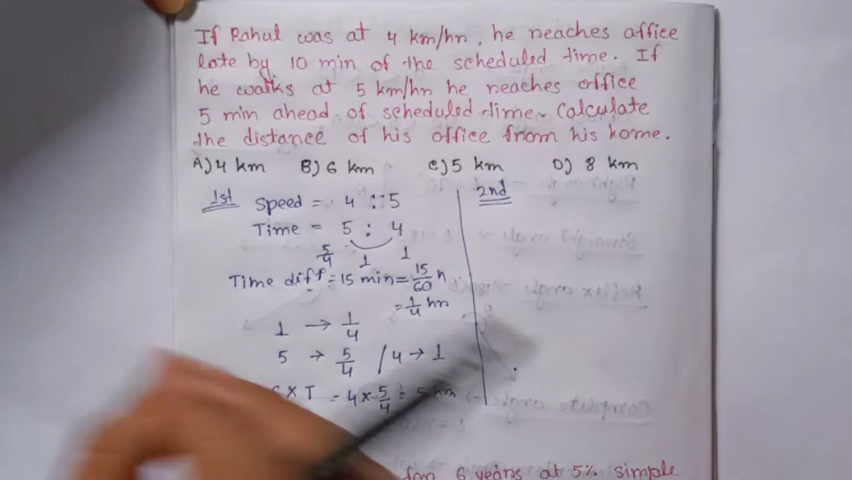 If Rahul was at 4 km/hr, he reaches office
late by 10 min of the scheduled time. If
he walks at 5 km/hr he reaches office
5 min ahead of scheduled time. Calculate
the distance of his office from his home.
A) 4 km B) 6 km C) 5 km D) 8 km
1st Speed = 4 : 5 2nd
Time = 5 : 4
5/4 1 1
Time diff = 15 min = 15/60 h
= 1/4 hr
1 → 1/4
5 → 5/4 / 4 → 1
X T = 4 × 5/4 = 5 km
for 6 years at 5% simple